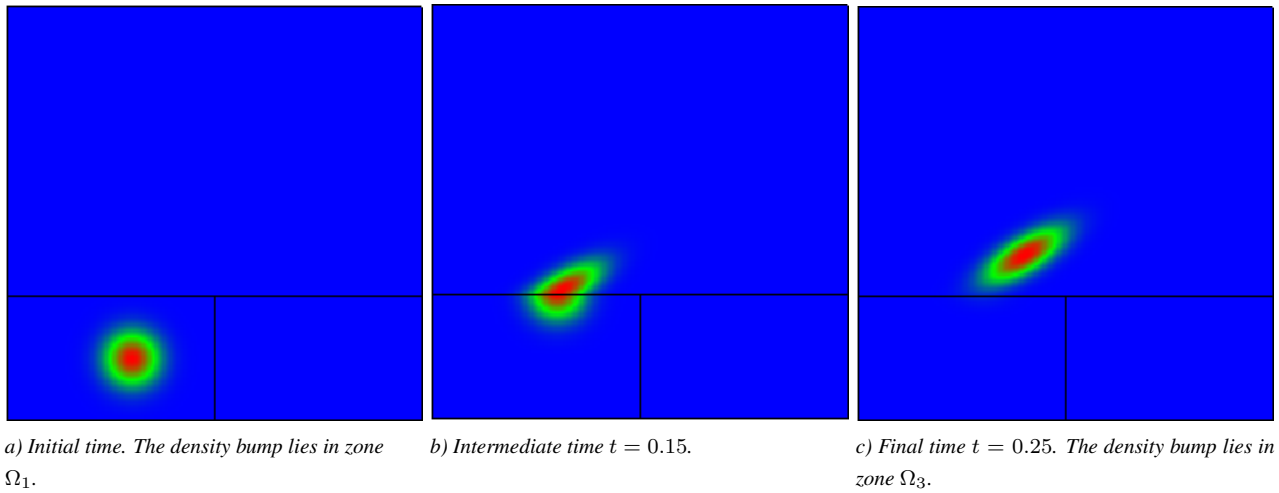 a) Initial time. The density bump lies in zone
Ω₁.
b) Intermediate time t = 0.15.
c) Final time t = 0.25. The density bump lies in
zone Ω₃.